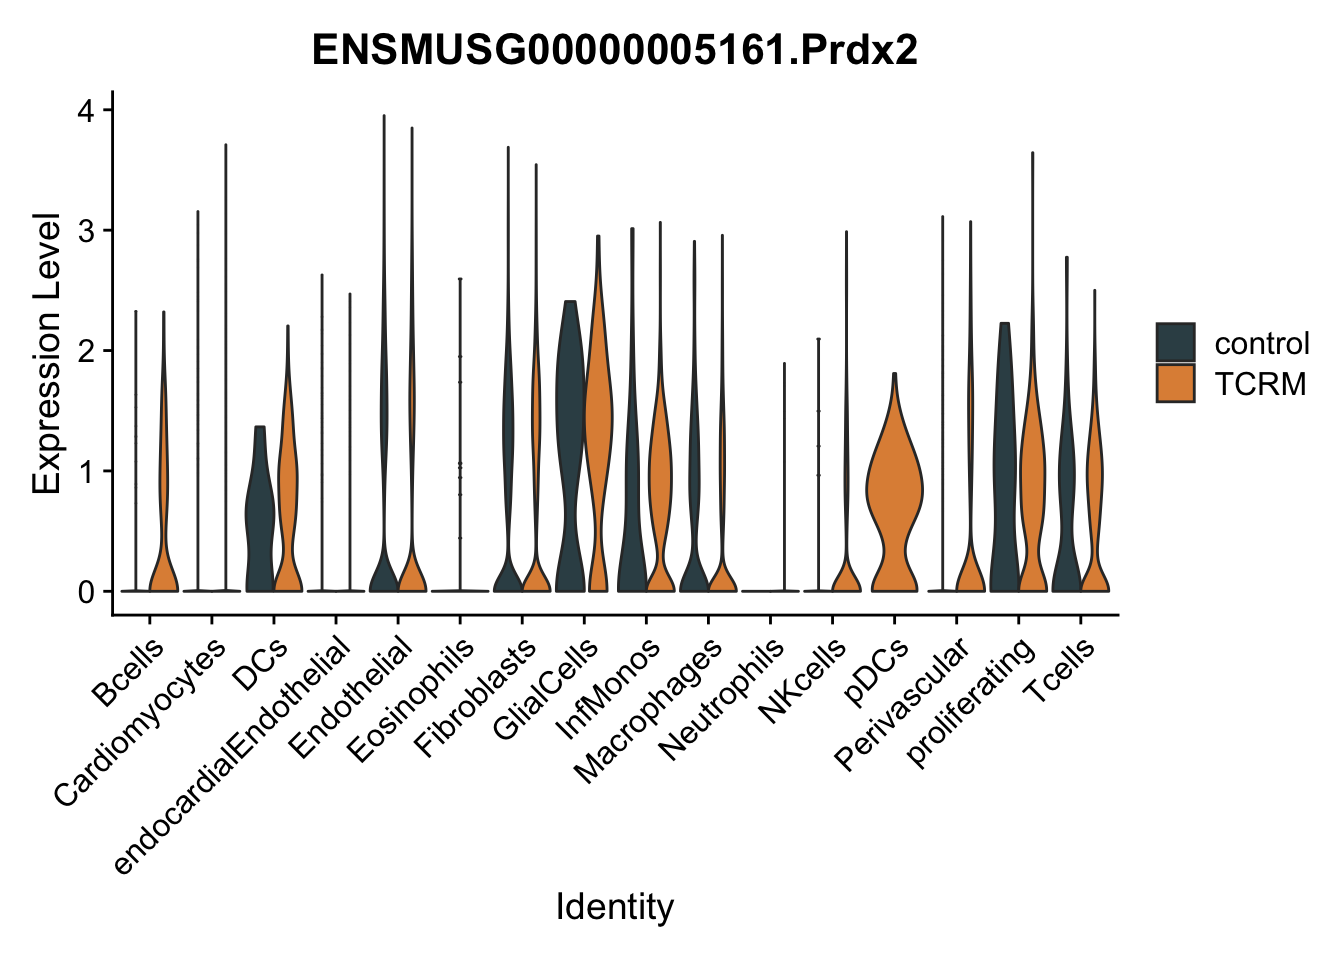 ENSMUSG00000005161.Prdx2
Expression Level
4
3
2
1
0
Bcells
Cardiomyocytes
DCs
endocardialEndothelial
Endothelial
Eosinophils
Fibroblasts
GlialCells
InfMonos
Macrophages
Neutrophils
NKcells
pDCs
Perivascular
proliferating
Tcells
Identity
control
TCRM